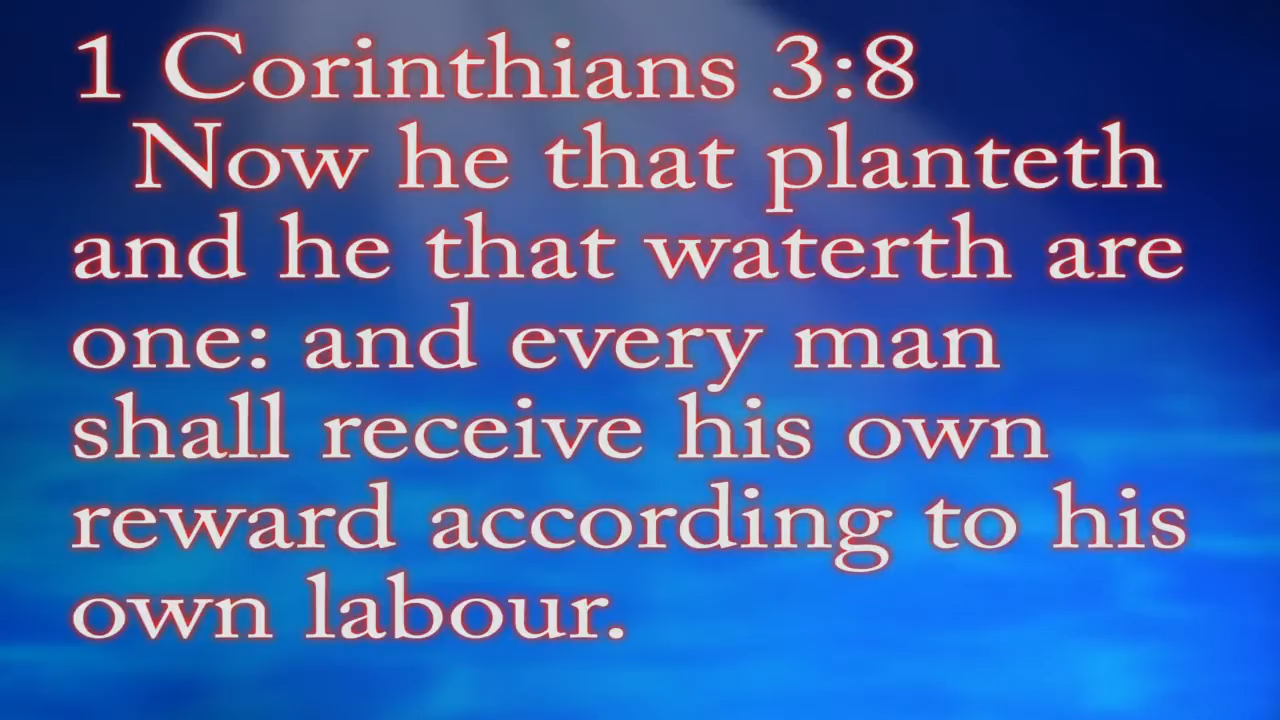 1 Corinthians 3:8
Now he that planteth
and he that waterth are
one: and every man
shall receive his own
reward according to his
own labour.